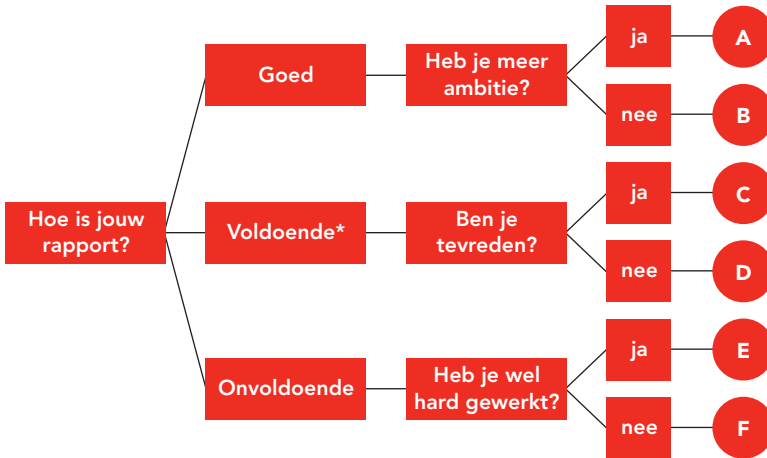 Hoe is jouw
rapport?
Goed
Heb je meer
ambitie?
ja
A
nee
B
Voldoende*
Ben je
tevreden?
ja
C
nee
D
Onvoldoende
Heb je wel
hard gewerkt?
ja
E
nee
F